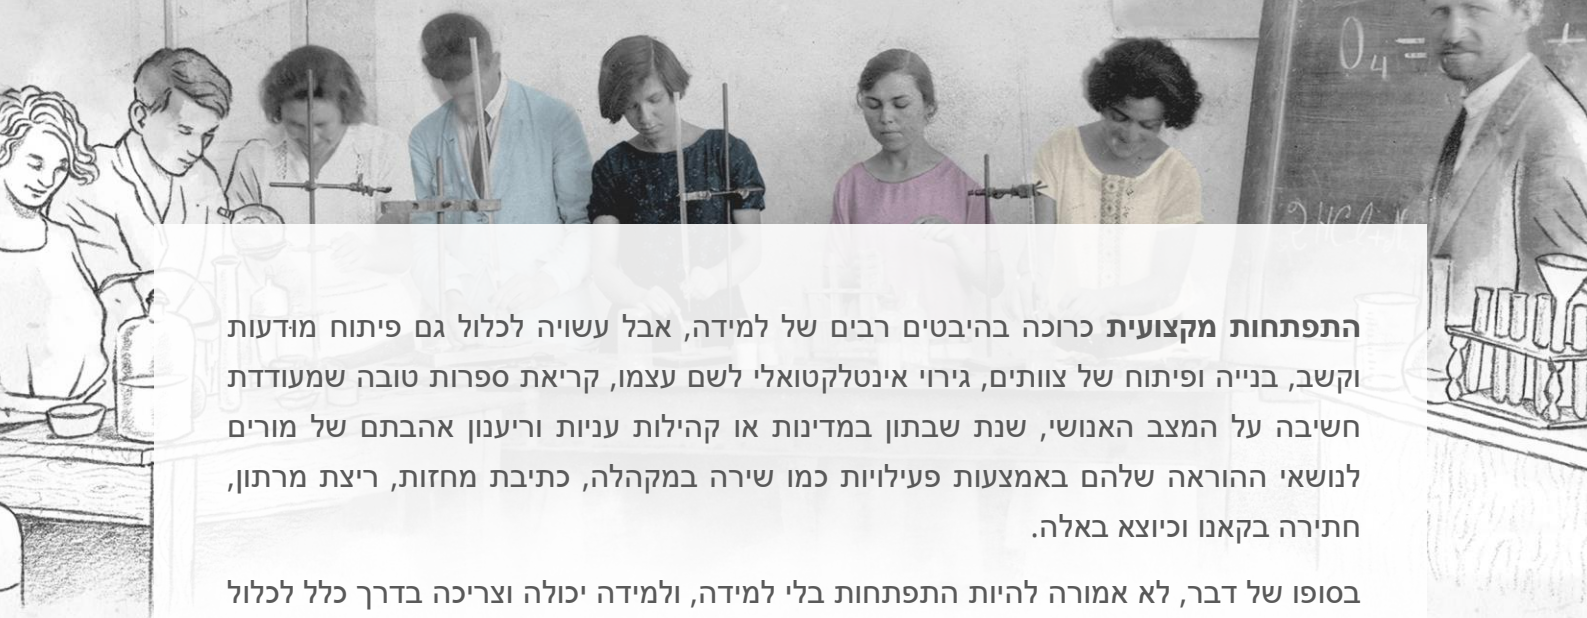 O₄ =
התפתחות מקצועית כרוכה בהיבטים רבים של למידה, אבל עשויה לכלול גם פיתוח מוּדעות
וקשב, בנייה ופיתוח של צוותים, גירוי אינטלקטואלי לשם עצמו, קריאת ספרות טובה שמעודדת
חשיבה על המצב האנושי, שנת שבתון במדינות או קהילות עניות וריענון אהבתם של מורים
לנושאי ההוראה שלהם באמצעות פעילויות כמו שירה במקהלה, כתיבת מחזות, ריצת מרתון,
חתירה בקאנו וכיוצא באלה.
בסופו של דבר, לא אמורה להיות התפתחות בלי למידה, ולמידה יכולה וצריכה בדרך כלל לכלול